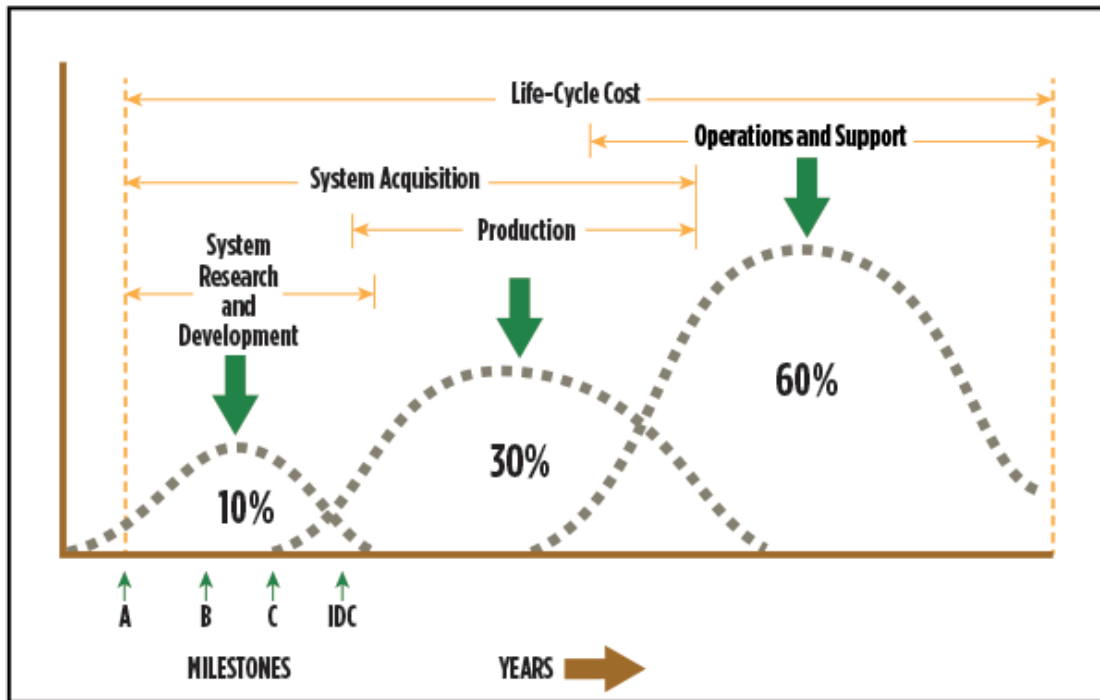 Life-Cycle Cost
Operations and Support
System Acquisition
Production
System
Research
and
Development
60%
30%
10%
A B C IDC
MILESTONES YEARS